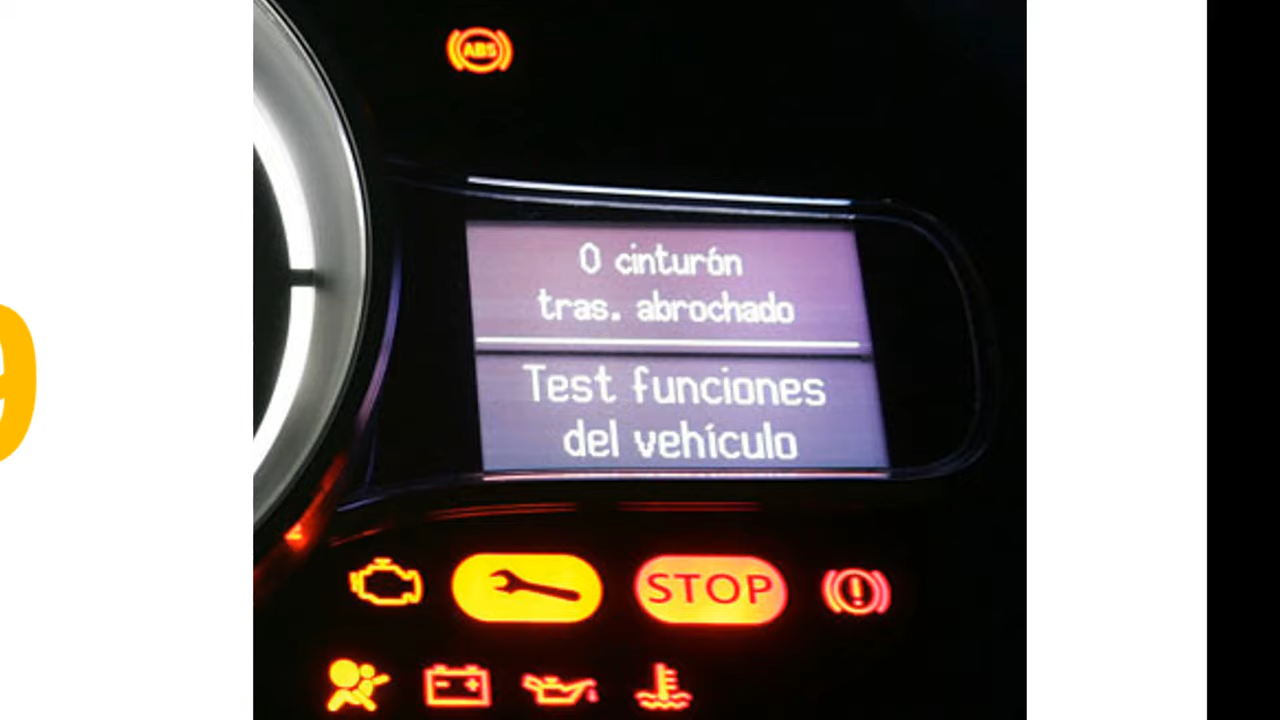 ABS
0 cinturón
tras. abrochado
Test funciones
del vehículo
STOP